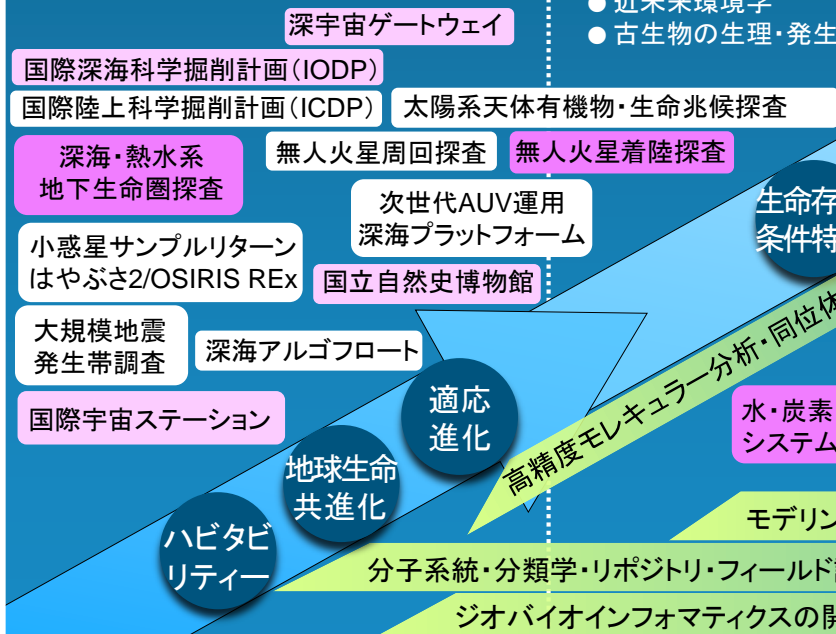 ● 近未来環境学
● 古生物の生理・発生
深宇宙ゲートウェイ
国際深海科学掘削計画(IODP)
国際陸上科学掘削計画(ICDP)
太陽系天体有機物・生命兆候探査
深海・熱水系
地下生命圏探査
無人火星周回探査
無人火星着陸探査
次世代AUV運用
深海プラットフォーム
生命存
条件特
小惑星サンプルリターン
はやぶさ2/OSIRIS REx
国立自然史博物館
大規模地震
発生帯調査
深海アルゴフロート
高精度モレキュラー分析・同位体
国際宇宙ステーション
適応
進化
水・炭素
システム
地球生命
共進化
ハビタビ
リティー
モデリン
分子系統・分類学・リポジトリ・フィールド
ジオバイオインフォマティクスの開